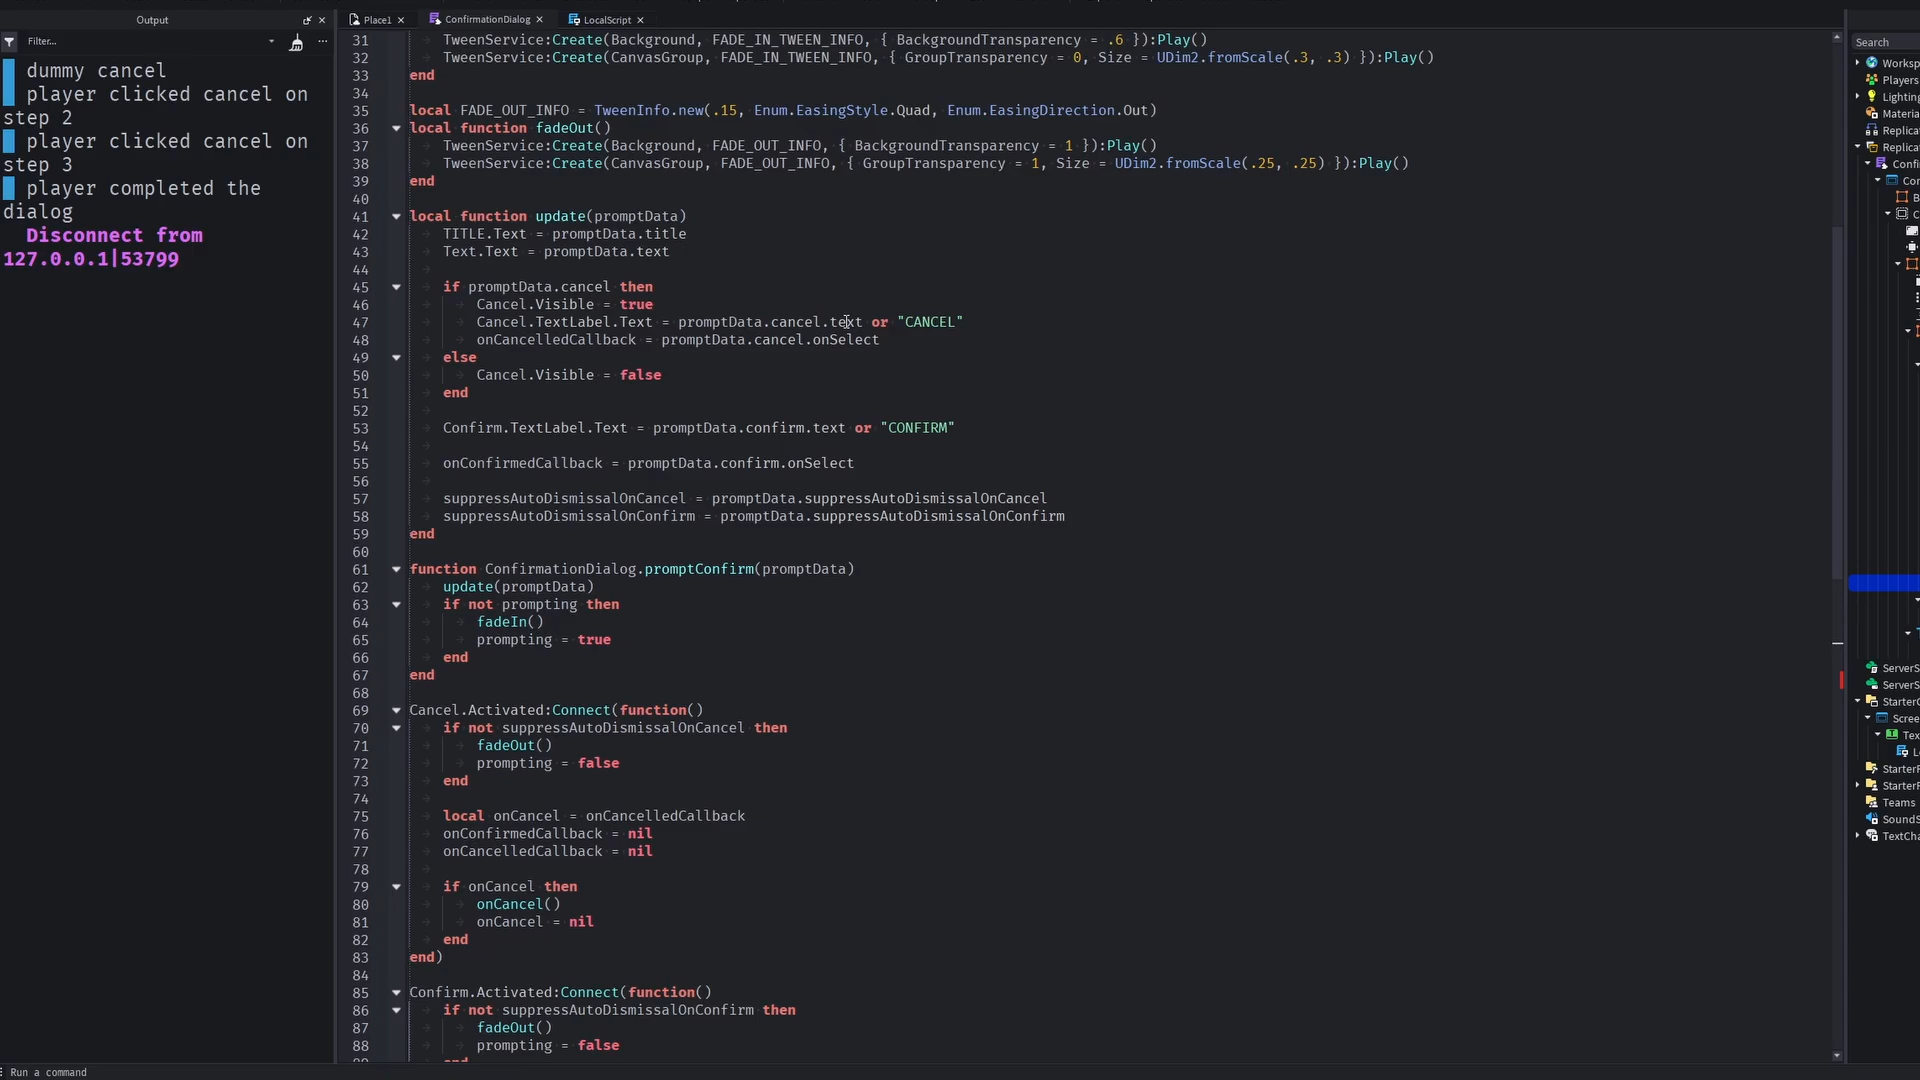 Output
Filter...
dummy cancel
player clicked cancel on
step 2
player clicked cancel on
step 3
player completed the
dialog
Disconnect from
127.0.0.1|53799
Place1
ConfirmationDialog
LocalScript
31 TweenService:Create(Background, FADE_IN_TWEEN_INFO, { BackgroundTransparency = .6 }):Play()
32 TweenService:Create(CanvasGroup, FADE_IN_TWEEN_INFO, { GroupTransparency = 0, Size = UDim2.fromScale(.3, .3) }):Play()
33 end
34
35 local FADE_OUT_INFO = TweenInfo.new(.15, Enum.EasingStyle.Quad, Enum.EasingDirection.Out)
36 local function fadeOut()
37 TweenService:Create(Background, FADE_OUT_INFO, { BackgroundTransparency = 1 }):Play()
38 TweenService:Create(CanvasGroup, FADE_OUT_INFO, { GroupTransparency = 1, Size = UDim2.fromScale(.25, .25) }):Play()
39 end
40
41 local function update(promptData)
42 TITLE.Text = promptData.title
43 Text.Text = promptData.text
44
45 if promptData.cancel then
46 Cancel.Visible = true
47 Cancel.TextLabel.Text = promptData.cancel.text or "CANCEL"
48 onCancelledCallback = promptData.cancel.onSelect
49 else
50 Cancel.Visible = false
51 end
52
53 Confirm.TextLabel.Text = promptData.confirm.text or "CONFIRM"
54
55 onConfirmedCallback = promptData.confirm.onSelect
56
57 suppressAutoDismissalOnCancel = promptData.suppressAutoDismissalOnCancel
58 suppressAutoDismissalOnConfirm = promptData.suppressAutoDismissalOnConfirm
59 end
60
61 function ConfirmationDialog.promptConfirm(promptData)
62 update(promptData)
63 if not prompting then
64 fadeIn()
65 prompting = true
66 end
67 end
68
69 Cancel.Activated:Connect(function()
70 if not suppressAutoDismissalOnCancel then
71 fadeOut()
72 prompting = false
73 end
74
75 local onCancel = onCancelledCallback
76 onConfirmedCallback = nil
77 onCancelledCallback = nil
78
79 if onCancel then
80 onCancel()
81 onCancel = nil
82 end
83 end)
84
85 Confirm.Activated:Connect(function()
86 if not suppressAutoDismissalOnConfirm then
87 fadeOut()
88 prompting = false
Run a command
Search
Worksp
Players
Lighting
Materia
Replicat
Replicat
Confi
Cor
B
C
ServerS
ServerS
StarterG
Scree
Tex
L
StarterP
StarterP
Teams
SoundS
TextCha